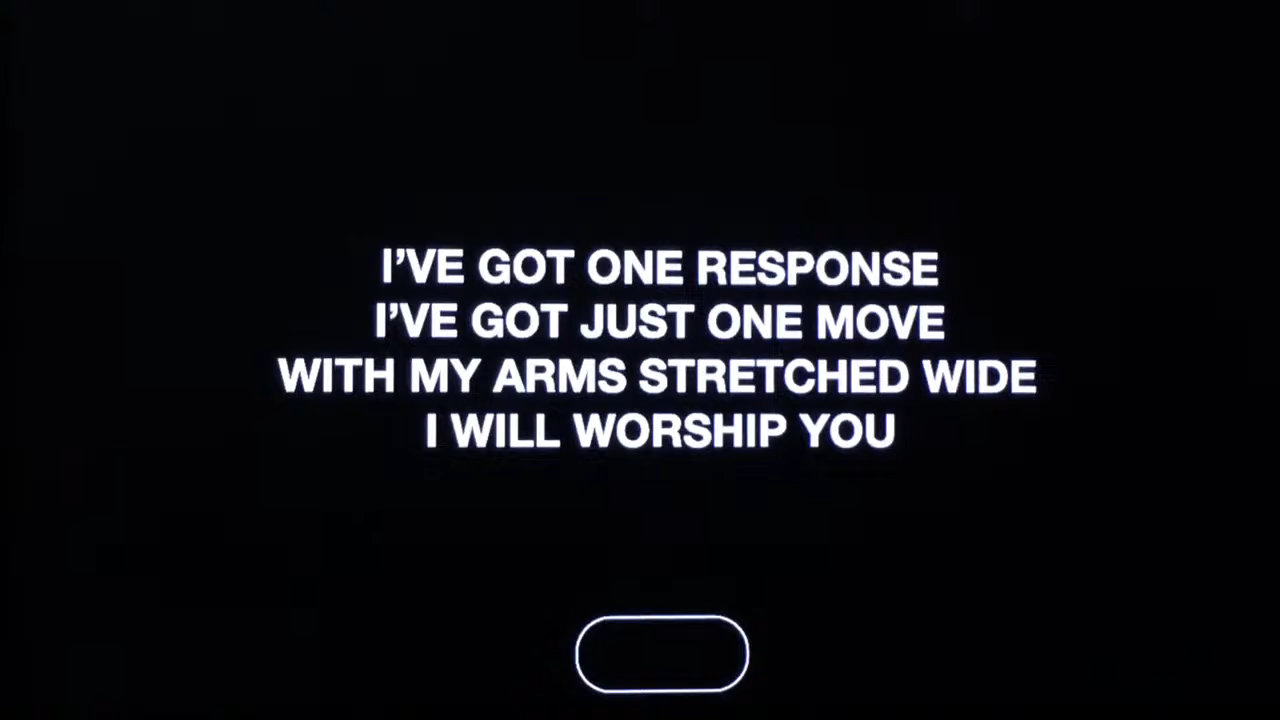 I'VE GOT ONE RESPONSE
I'VE GOT JUST ONE MOVE
WITH MY ARMS STRETCHED WIDE
I WILL WORSHIP YOU